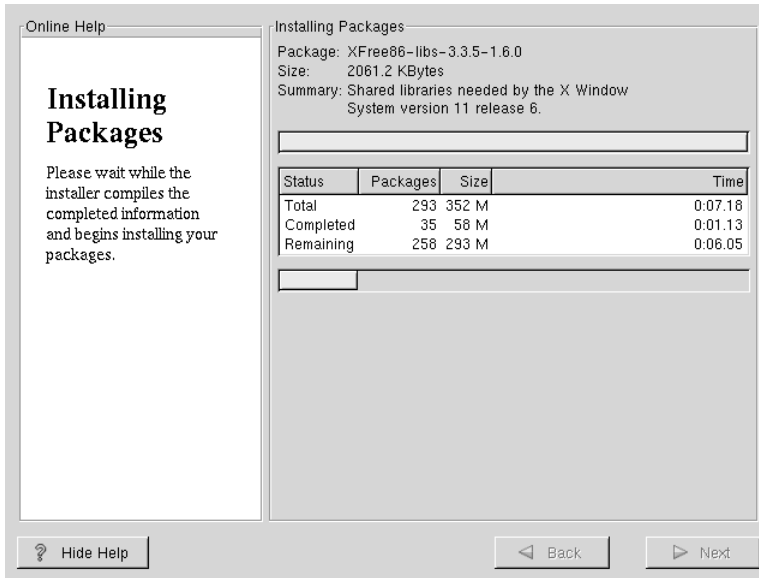 Online Help
Installing
Packages
Please wait while the
installer compiles the
completed information
and begins installing your
packages.
Installing Packages
Package: XFree86-libs-3.3.5-1.6.0
Size: 2061.2 KBytes
Summary: Shared libraries needed by the X Window
System version 11 release 6.
Status Packages Size Time
Total 293 352 M 0:07.18
Completed 35 58 M 0:01.13
Remaining 258 293 M 0:06.05
Hide Help
Back
Next